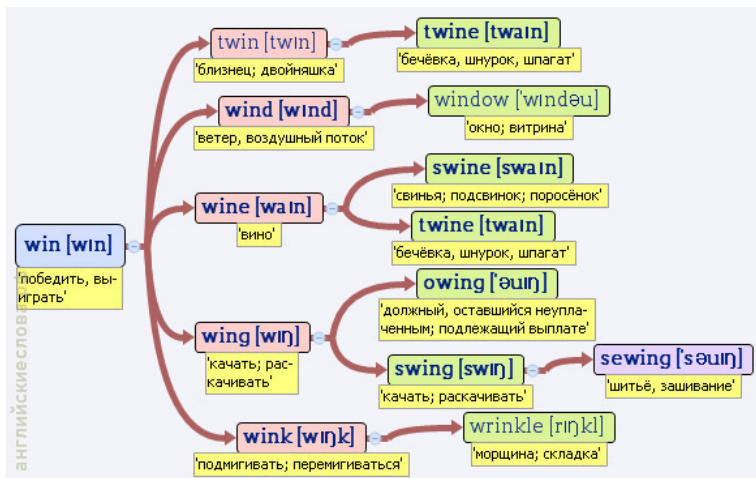 twin [twɪn]
'близнец; двойняшка'
twine [twaɪn]
'бечёвка, шнурок, шпагат'
wind [wɪnd]
'ветер, воздушный поток'
window ['wɪndəu]
'окно; витрина'
wine [waɪn]
'вино'
swine [swaɪn]
'свинья; подсвинок; поросёнок'
twine [twaɪn]
'бечёвка, шнурок, шпагат'
win [wɪn]
'победить, вы-
играть'
wing [wɪŋ]
'качать; рас-
качивать'
owing ['əuɪŋ]
'должный, оставшийся неупла-
ченным; подлежащий выплате'
swing [swɪŋ]
'качать; раскачивать'
sewing ['səuɪŋ]
'шитьё, зашивание'
wink [wɪŋk]
'подмигивать; перемигиваться'
wrinkle [rɪŋkl]
'морщина; складка'